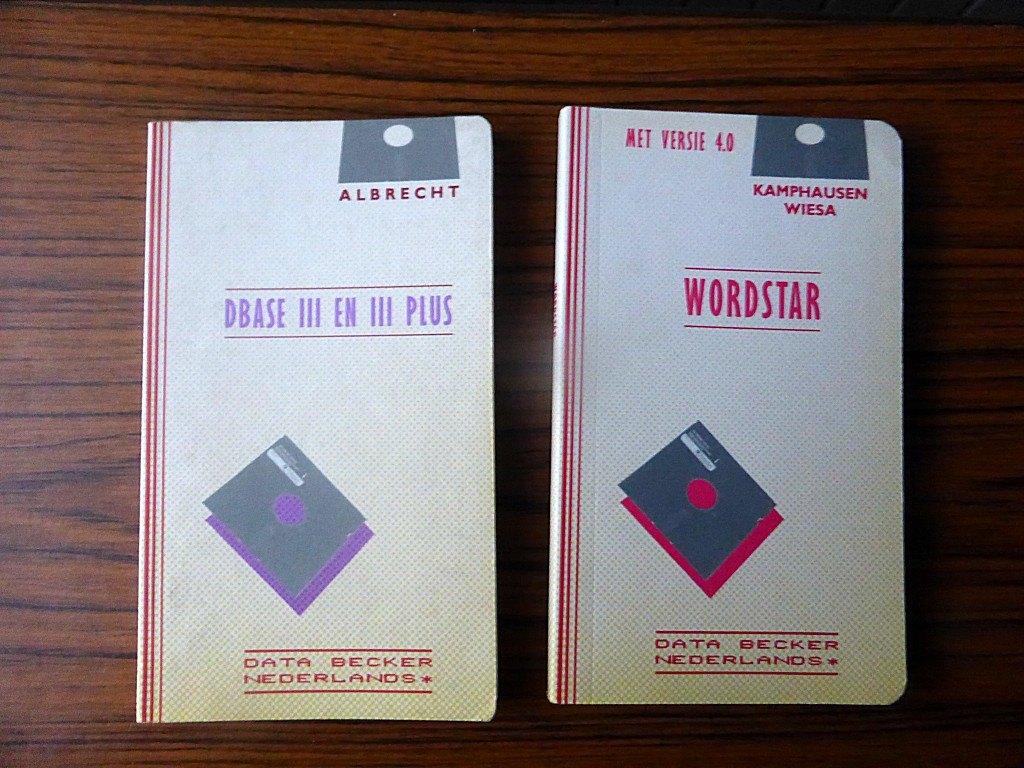 ALBRECHT
DBASE III EN III PLUS
DATA BECKER
NEDERLANDS*
MET VERSIE 4.0
KAMPHAUSEN
WIESA
WORDSTAR
DATA BECKER
NEDERLANDS*